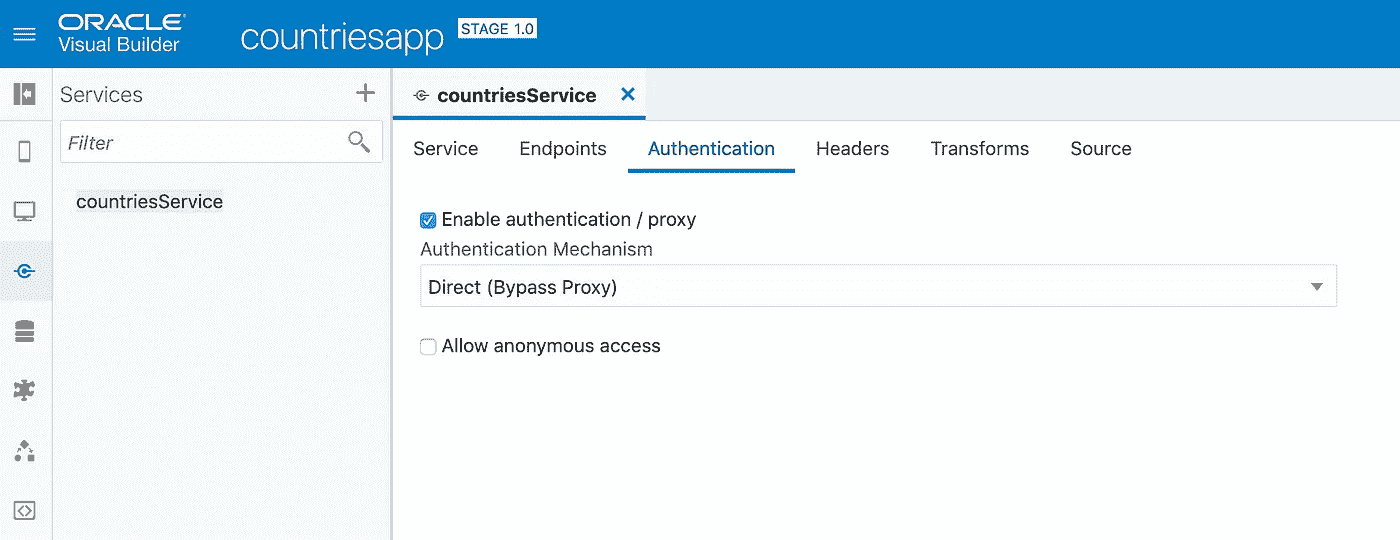 ORACLE
Visual Builder
countriesapp
STAGE 1.0
Services
Filter
countriesService
countriesService
Service Endpoints Authentication Headers Transforms Source
Enable authentication / proxy
Authentication Mechanism
Direct (Bypass Proxy)
Allow anonymous access